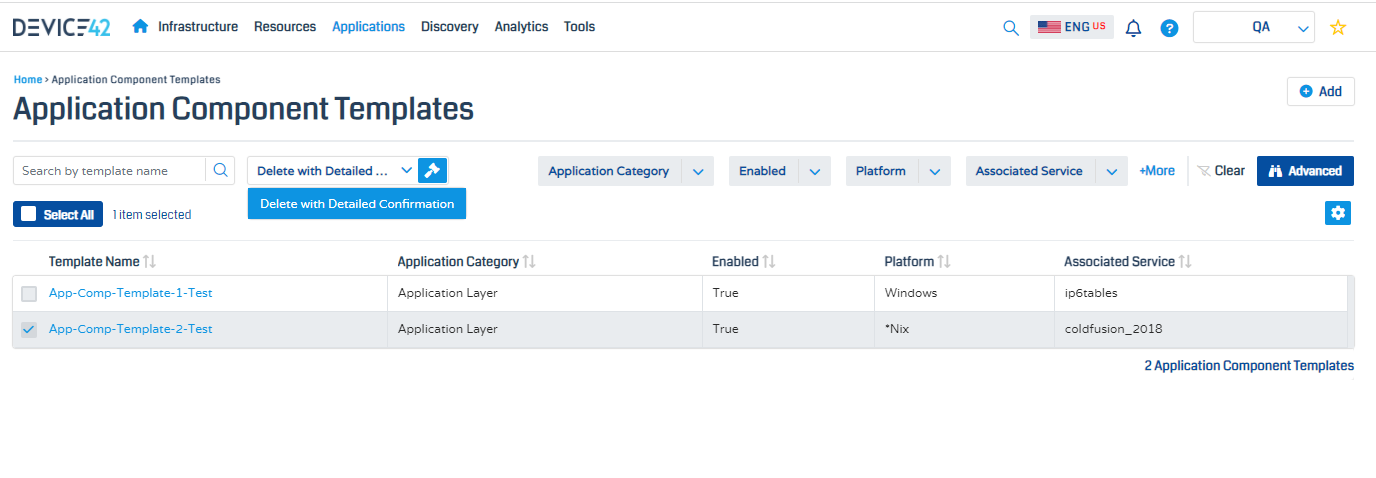 DEVICE42 Infrastructure Resources Applications Discovery Analytics Tools ENG US ? QA
Home › Application Component Templates
Application Component Templates
Add
Search by template name Delete with Detailed ... Application Category Enabled Platform Associated Service +More Clear Advanced
Delete with Detailed Confirmation
Select All 1 item selected
Template Name Application Category Enabled Platform Associated Service
App-Comp-Template-1-Test Application Layer True Windows ip6tables
App-Comp-Template-2-Test Application Layer True *Nix coldfusion_2018
2 Application Component Templates